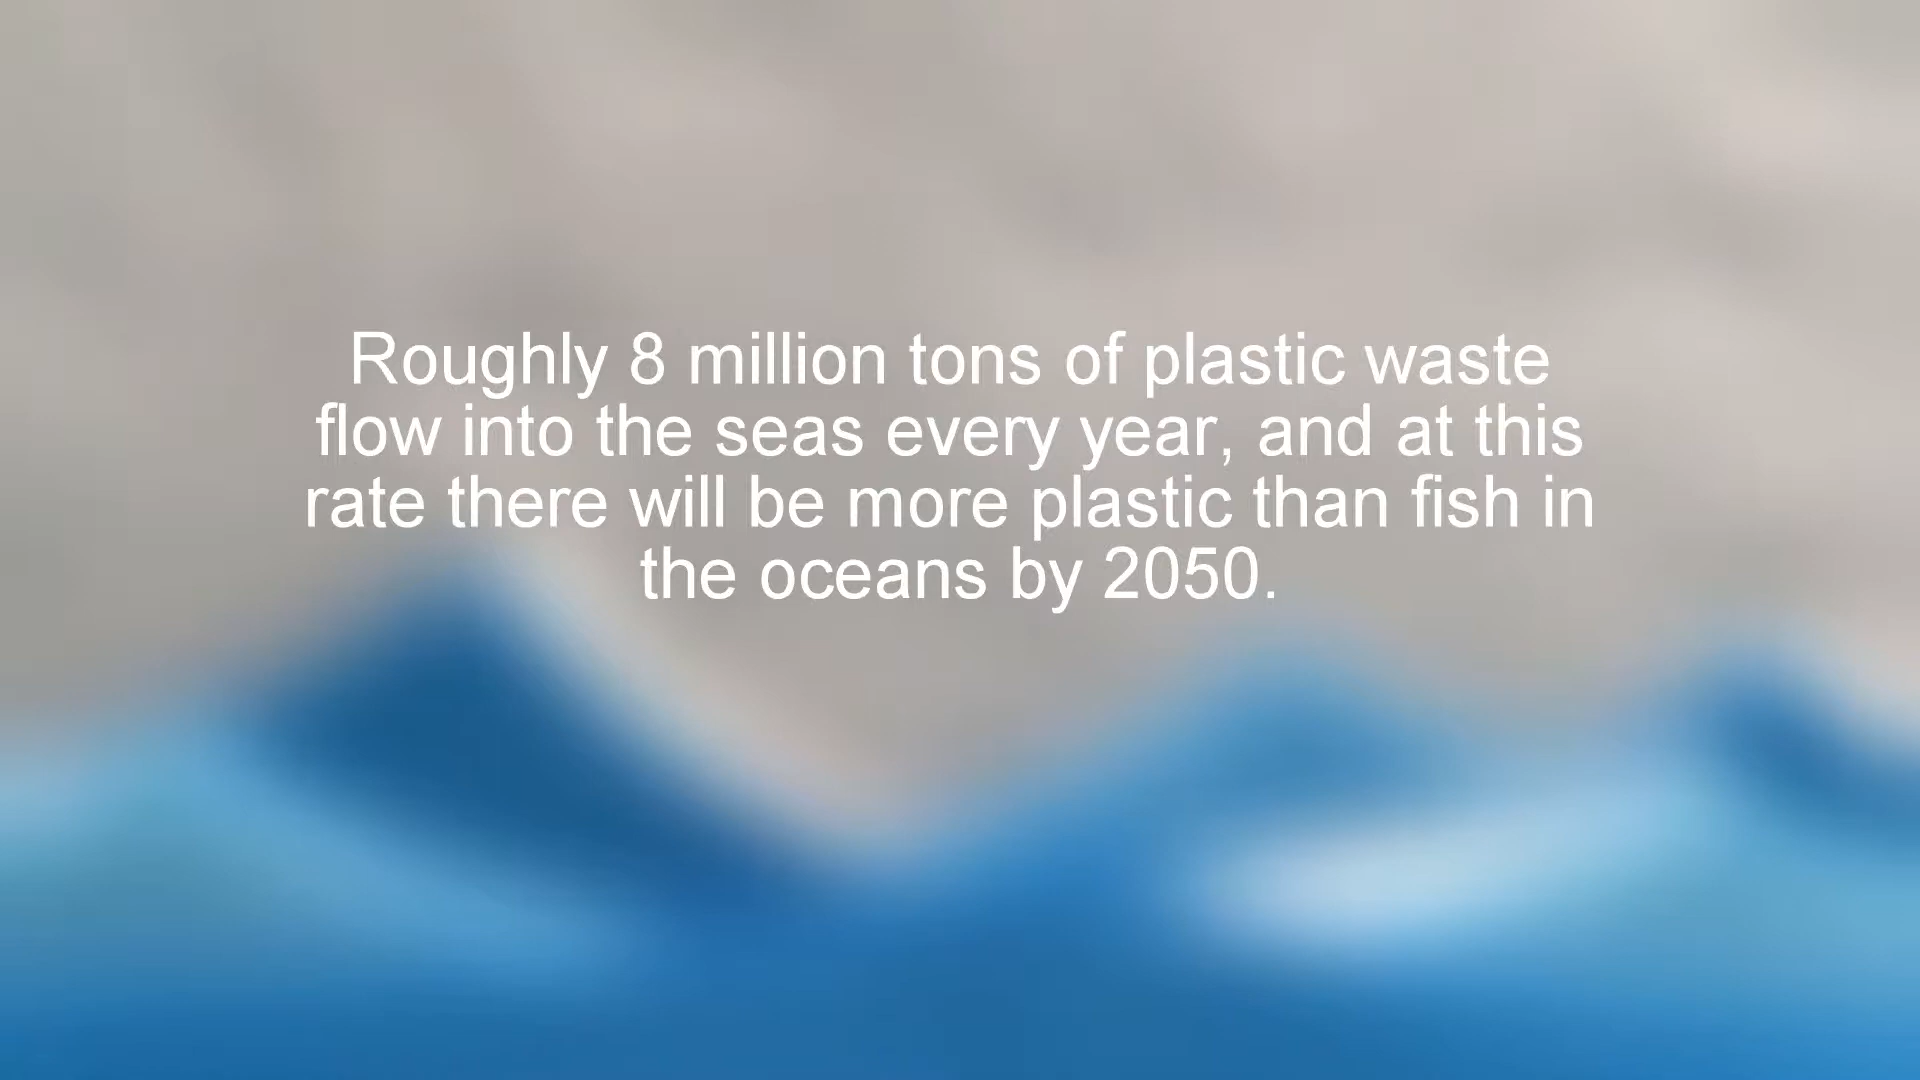 Roughly 8 million tons of plastic waste
flow into the seas every year, and at this
rate there will be more plastic than fish in
the oceans by 2050.